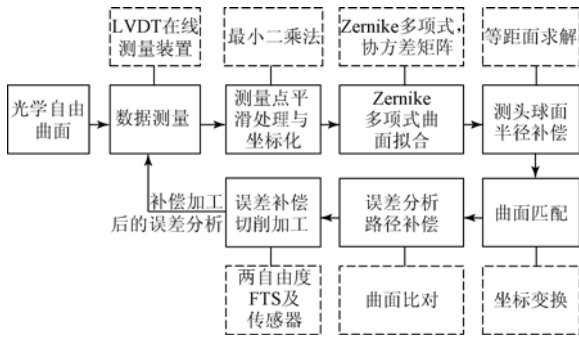 LVDT在线
测量装置
最小二乘法
Zernike多项式,
协方差矩阵
等距面求解
光学自由
曲面
数据测量
测量点平
滑处理与
坐标化
Zernike
多项式曲
面拟合
测头球面
半径补偿
补偿加工
后的误差分析
误差补偿
切削加工
误差分析
路径补偿
曲面匹配
两自由度
FTS及
传感器
曲面比对
坐标变换